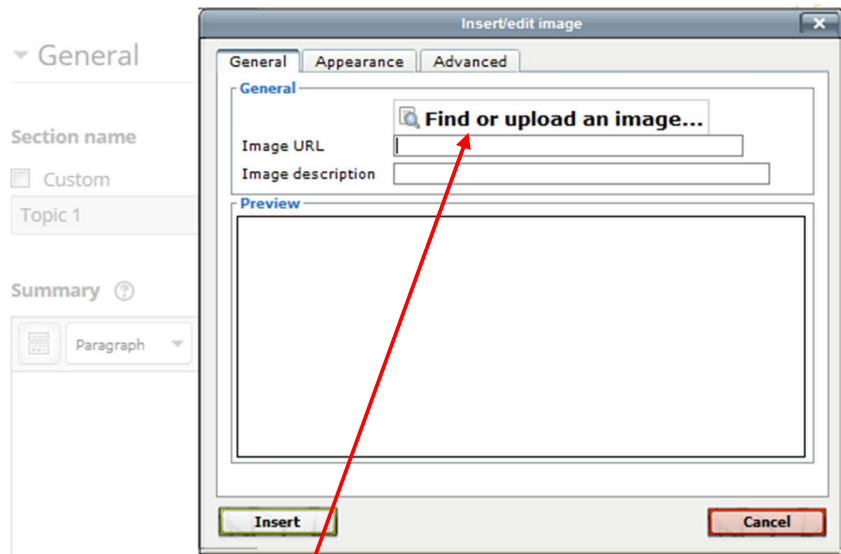 Insert/edit image
General
General Appearance Advanced
General
Find or upload an image...
Section name
Image URL
Custom
Image description
Topic 1
Preview
Summary
Paragraph
Insert
Cancel